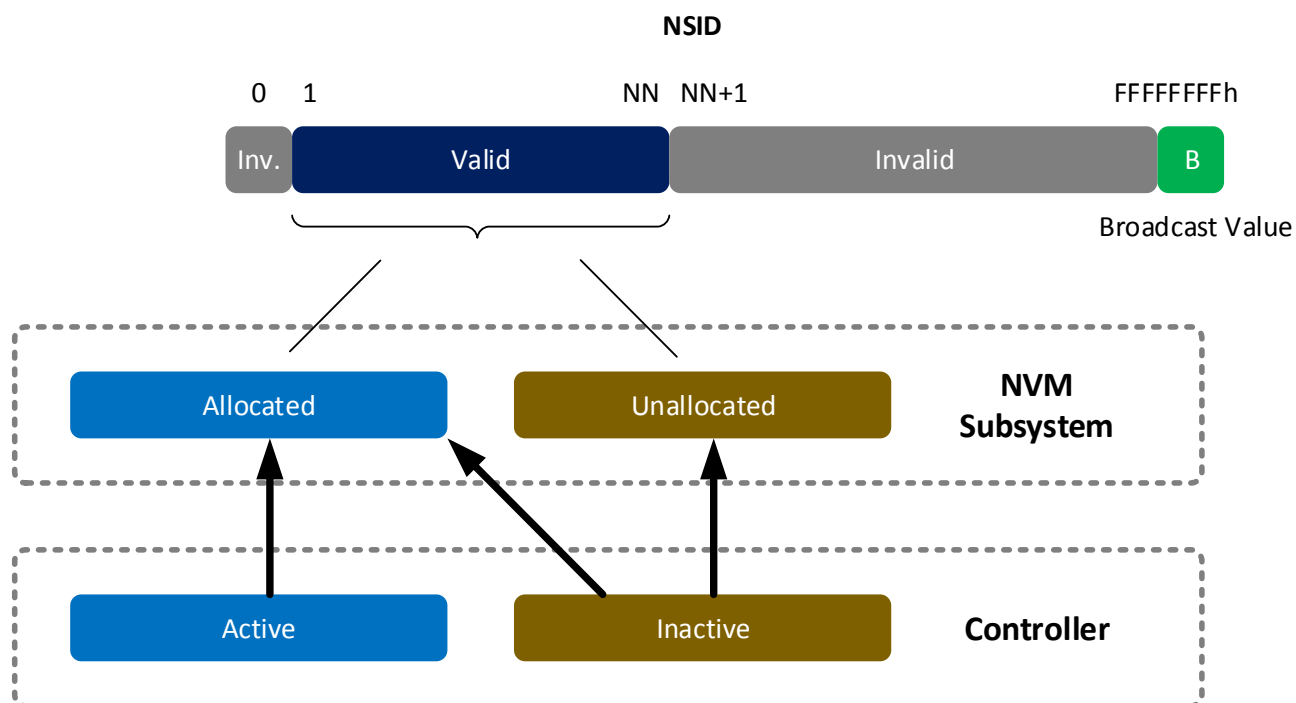 NSID
0 1 NN NN+1 FFFFFFFFh
Inv. Valid Invalid B
Broadcast Value
Allocated Unallocated NVM
Subsystem
Active Inactive Controller